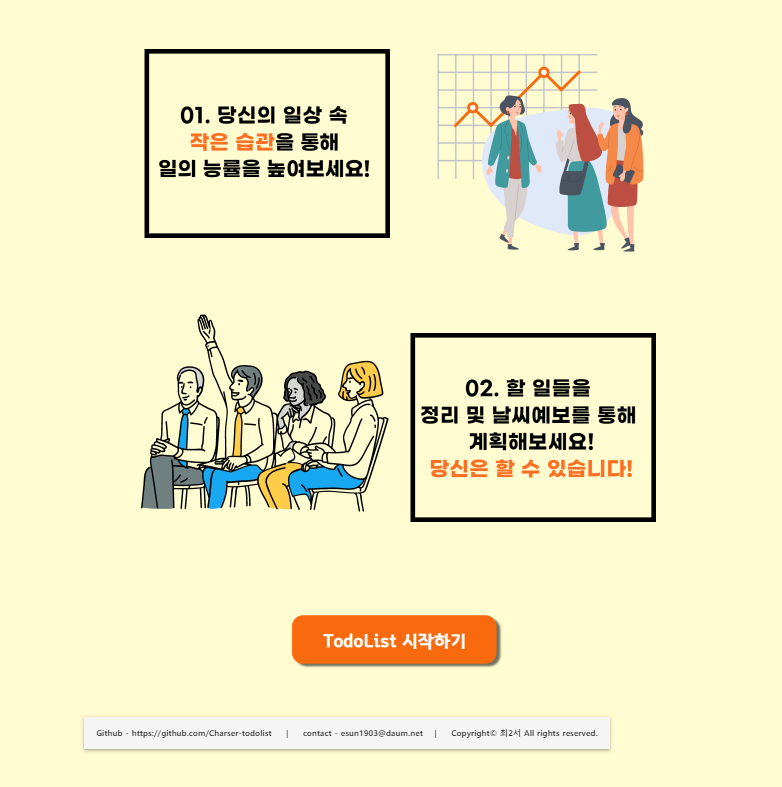 01. 당신의 일상 속
작은 습관을 통해
일의 능률을 높여보세요!
02. 할 일들을
정리 및 날씨예보를 통해
계획해보세요!
당신은 할 수 있습니다!
TodoList 시작하기
Github - https://github.com/Charser-todolist | contact - esun1903@daum.net | Copyright© 최2서 All rights reserved.